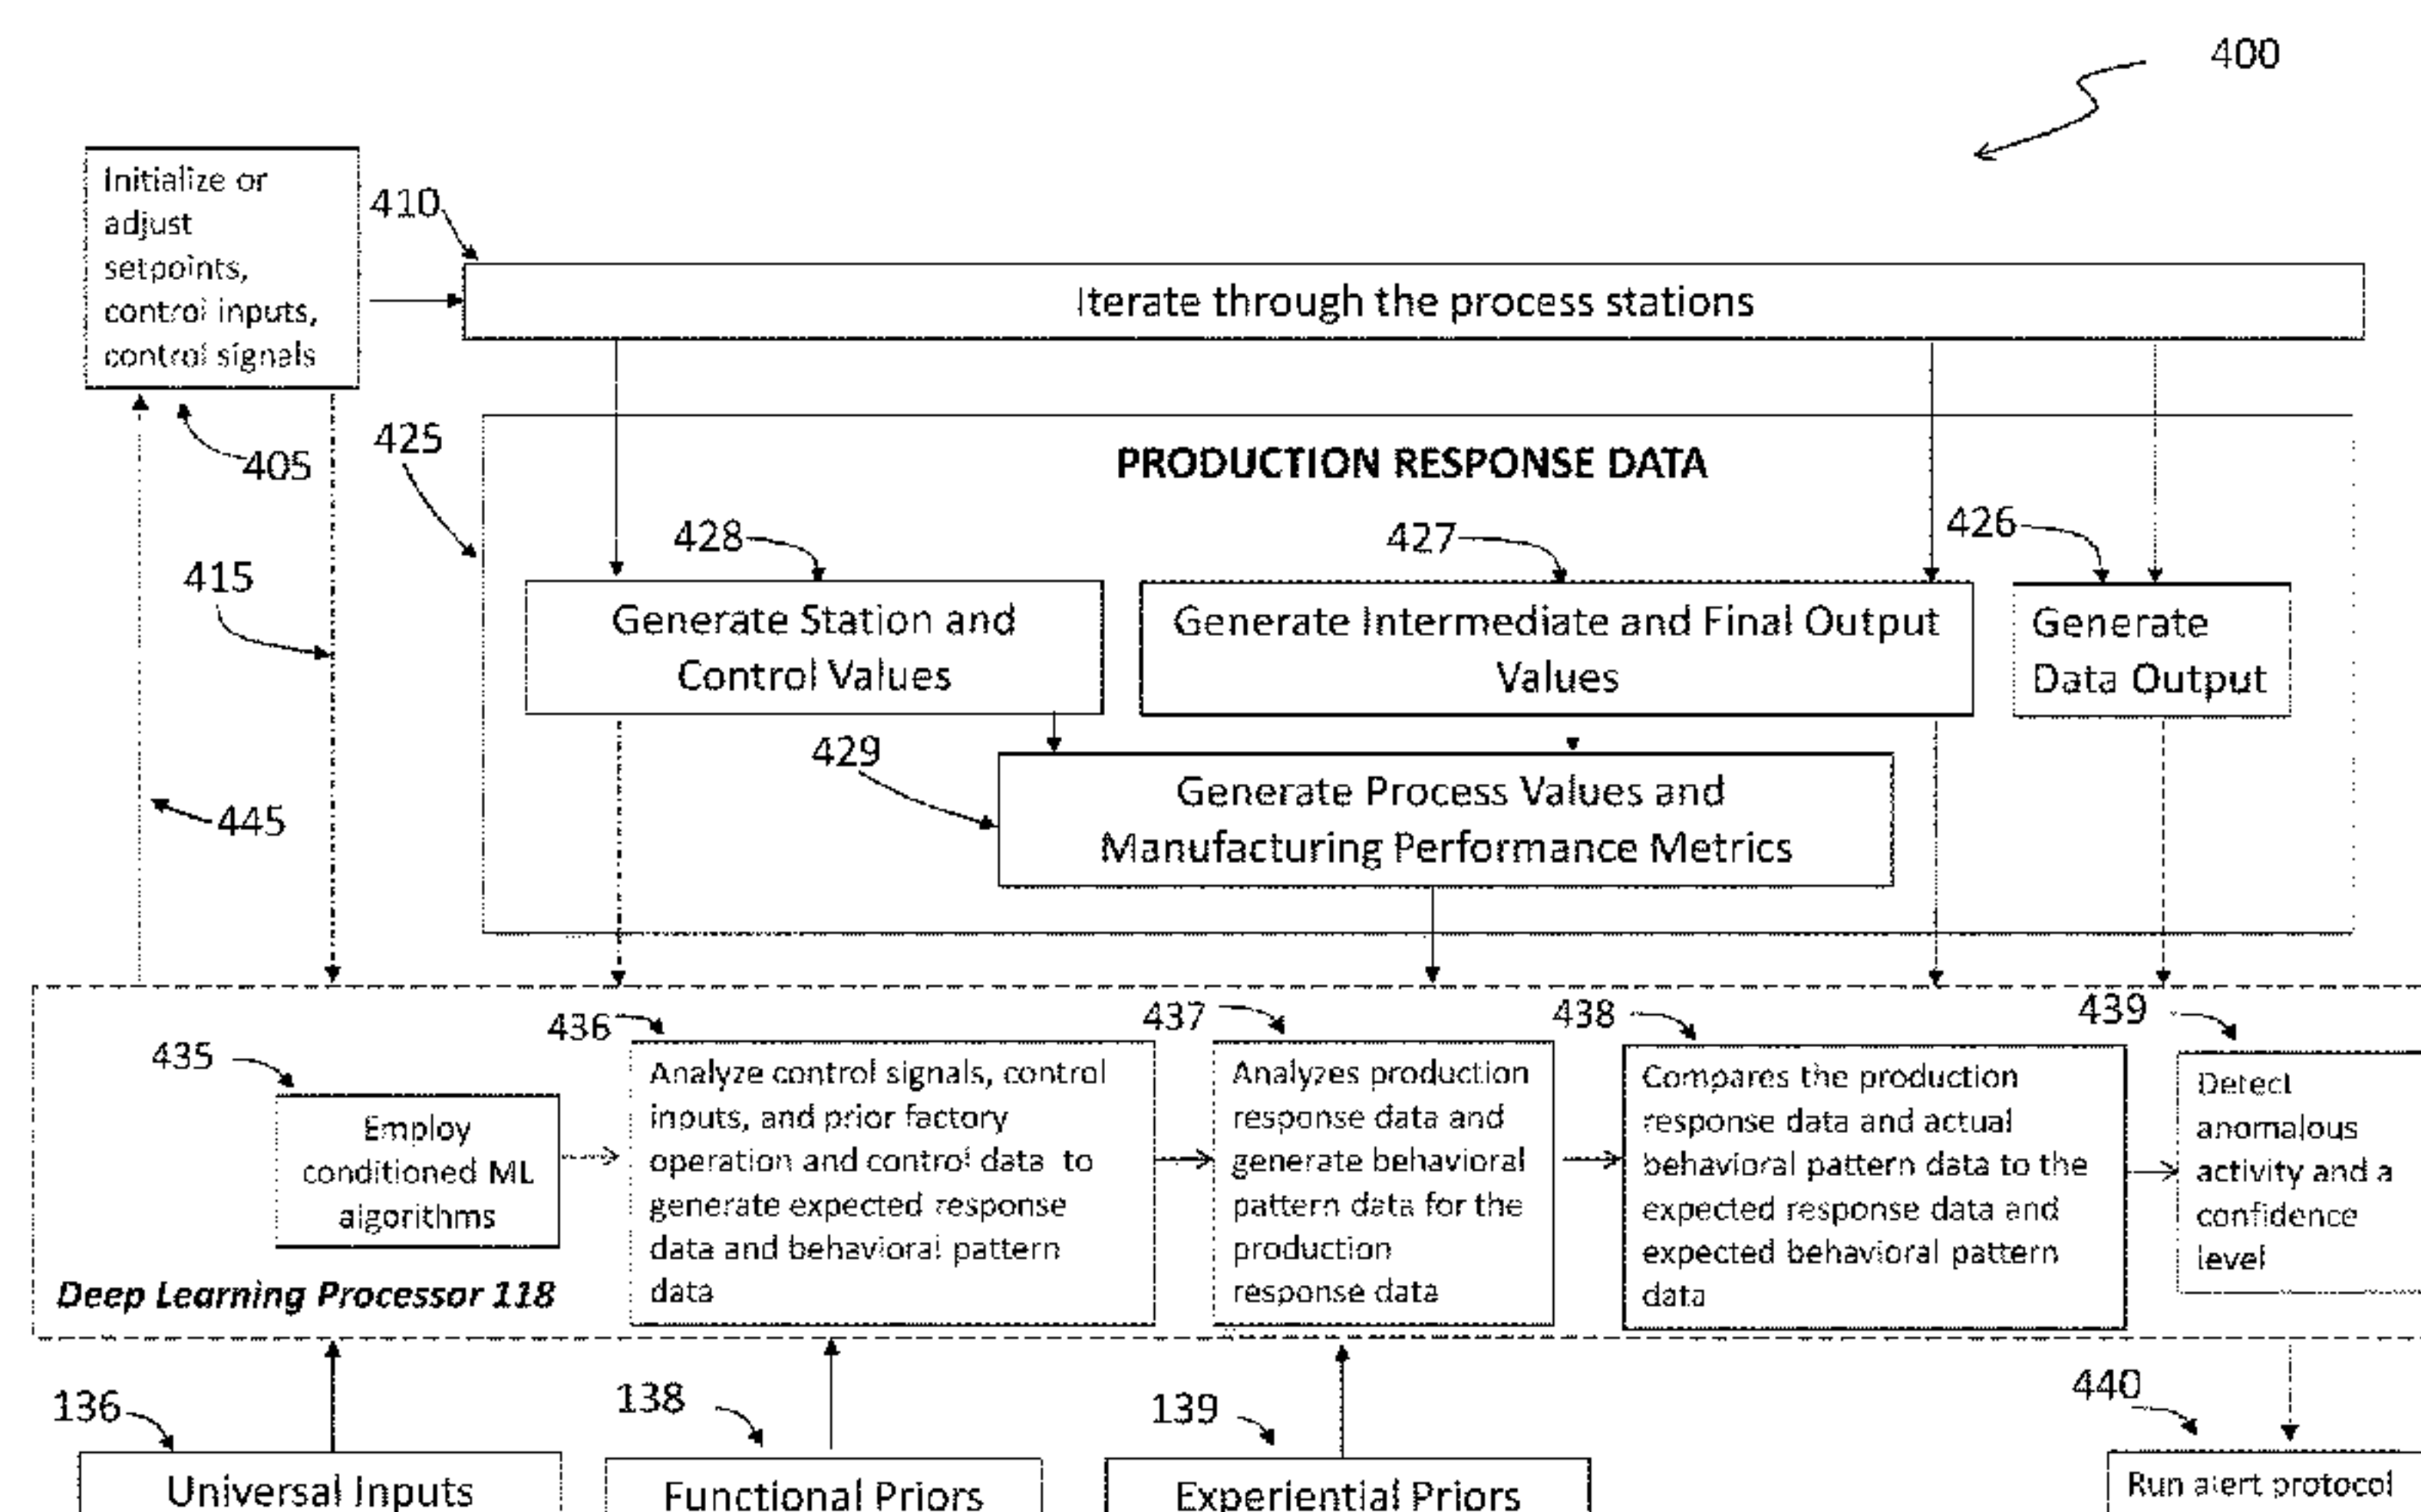 400
Initialize or
adjust
setpoints,
control inputs,
control signals
410
Iterate through the process stations
405
425
PRODUCTION RESPONSE DATA
415
428
427
426
Generate Station and
Control Values
Generate Intermediate and Final Output
Values
Generate
Data Output
429
Generate Process Values and
Manufacturing Performance Metrics
445
435
436
437
438
439
Employ
conditioned ML
algorithms
Analyze control signals, control
inputs, and prior factory
operation and control data to
generate expected response
data and behavioral pattern
data
Analyzes production
response data and
generate behavioral
pattern data for the
production
response data
Compares the production
response data and actual
behavioral pattern data to the
expected response data and
expected behavioral pattern
data
Detect
anomalous
activity and a
confidence
level
Deep Learning Processor 118
136
138
139
440
Universal Inputs
Functional Priors
Experiential Priors
Run alert protocol